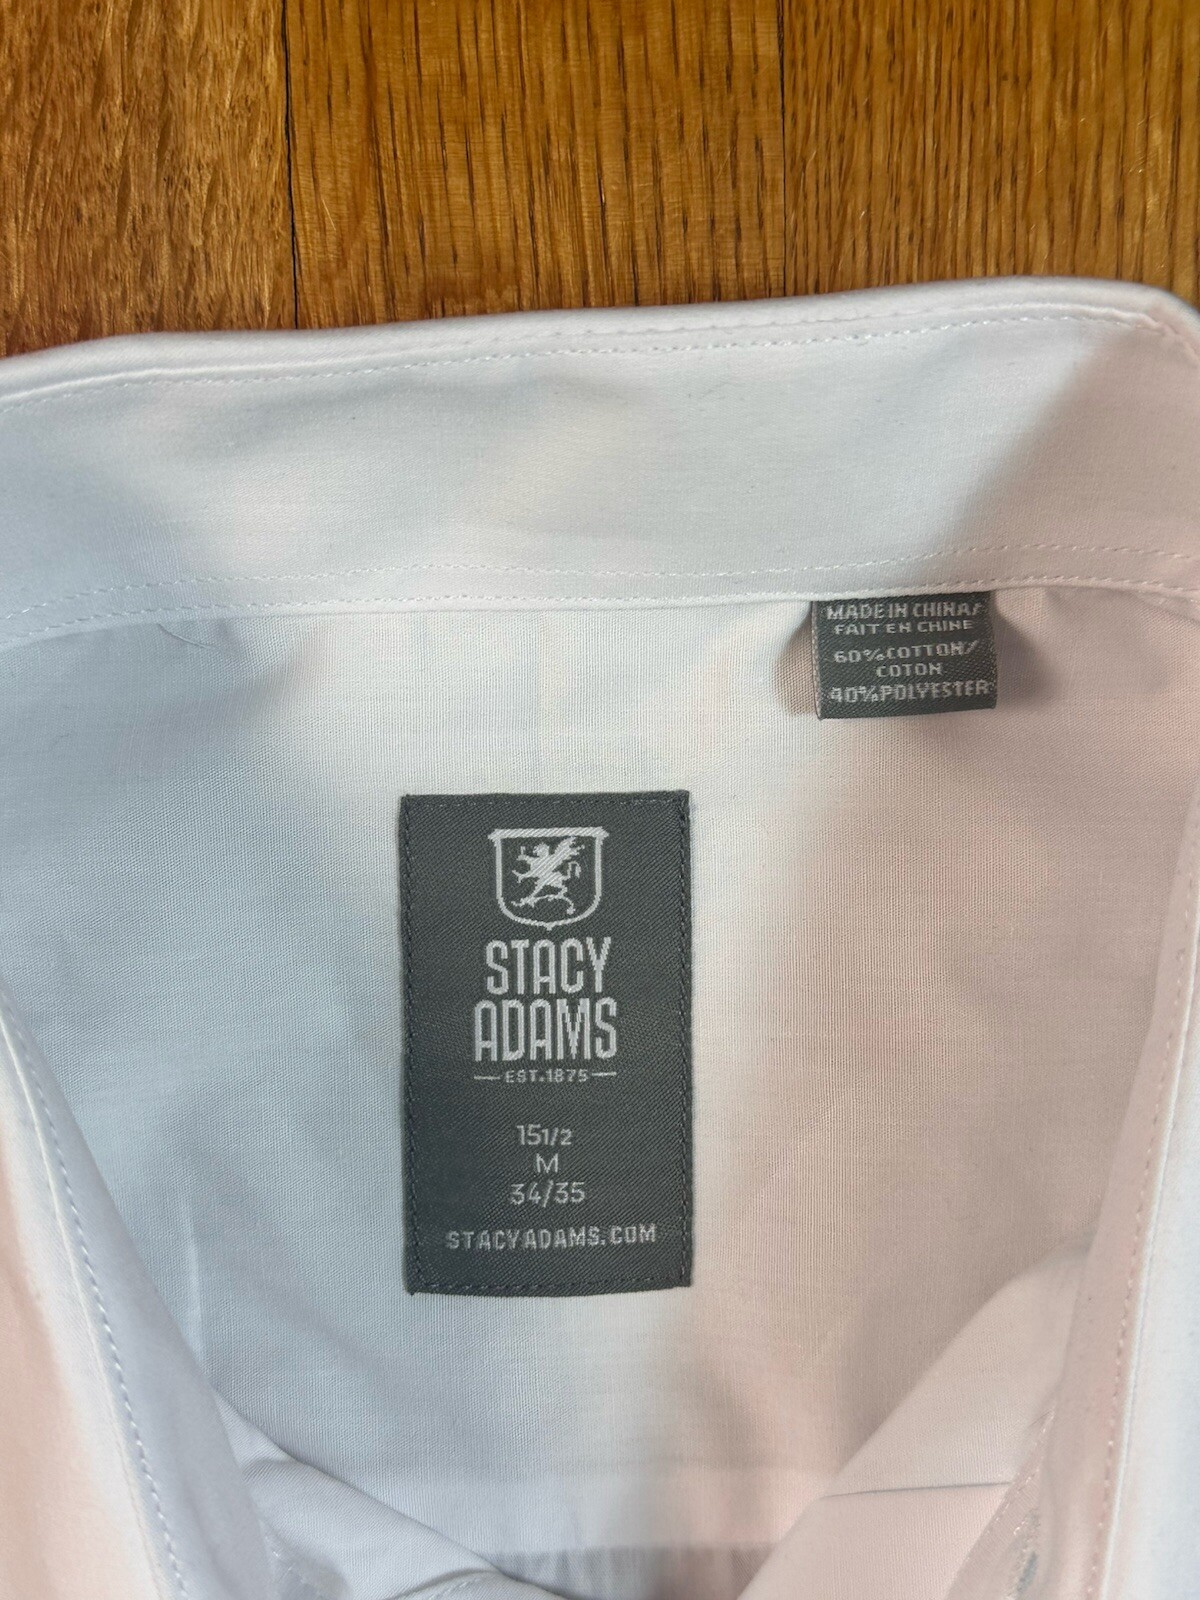 MADE IN CHINA/
FAIT EN CHINE
60%COTTON/
COTON
40%POLYESTER
STACY
ADAMS
EST.1875
15 1/2
M
34/35
STACYADAMS.COM